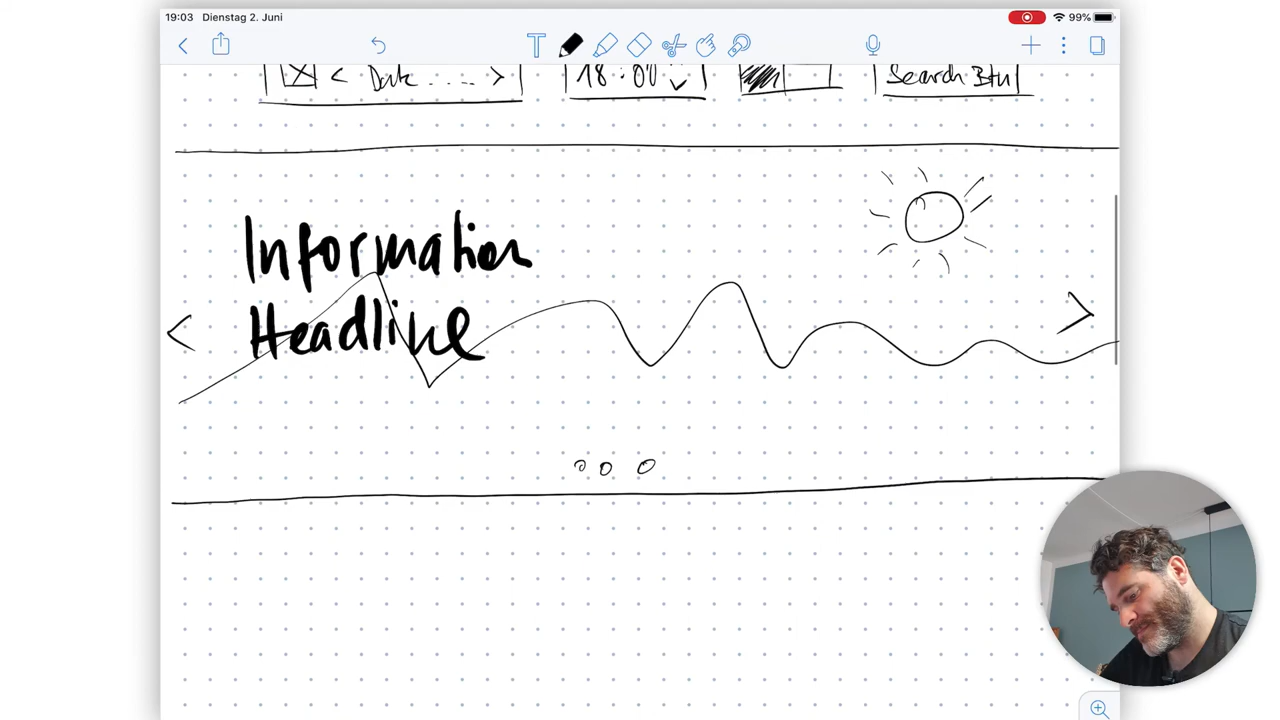 19:03 Dienstag 2. Juni 99%
< Date .... > 18:00 Search Btn
Information
Headline